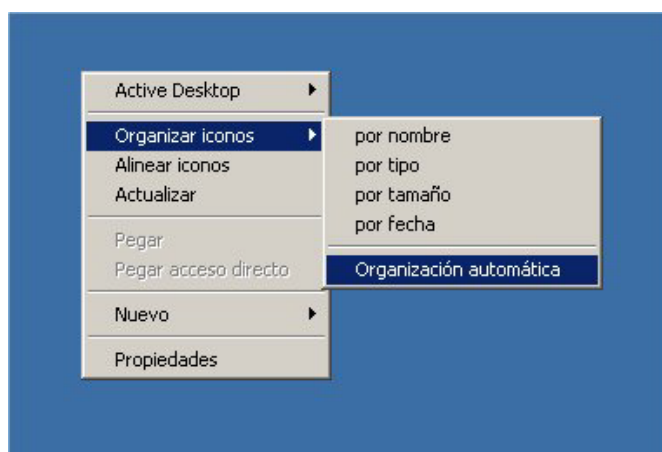 Active Desktop
Organizar iconos
Alinear iconos
Actualizar
Pegar
Pegar acceso directo
Nuevo
Propiedades
por nombre
por tipo
por tamaño
por fecha
Organización automática